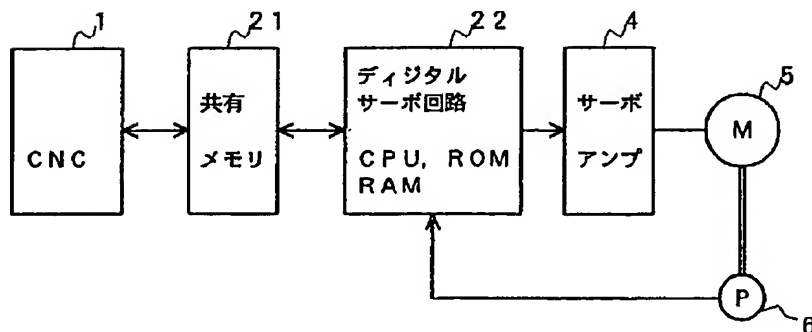 1
21
22
4
5
CNC
共有
メモリ
ディジタル
サーボ回路
CPU, ROM
RAM
サーボ
アンプ
M
P
6